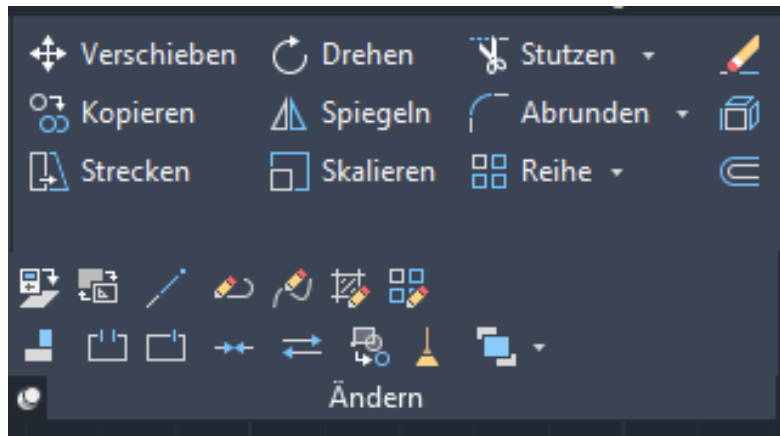 Verschieben Drehen Stutzen
Kopieren Spiegeln Abrunden
Strecken Skalieren Reihe
Ändern